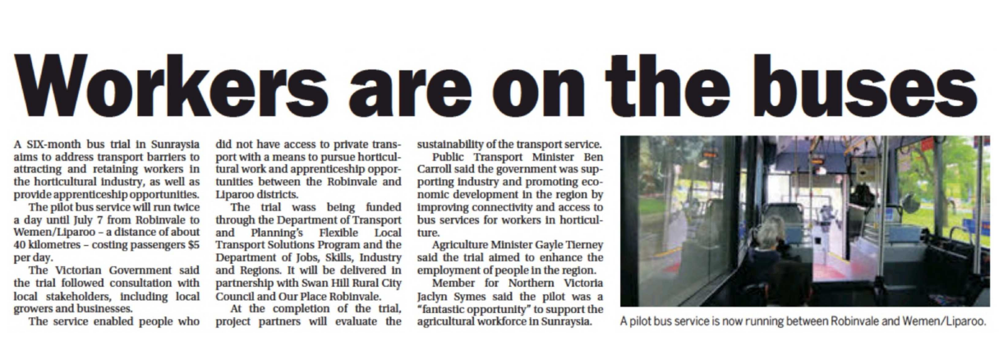 Workers are on the buses
A SIX-month bus trial in Sunraysia
aims to address transport barriers to
attracting and retaining workers in
the horticultural industry, as well as
provide apprenticeship opportunities.
The pilot bus service will run twice
a day until July 7 from Robinvale to
Wemen/Liparoo – a distance of about
40 kilometres – costing passengers $5
per day.
The Victorian Government said
the trial followed consultation with
local stakeholders, including local
growers and businesses.
The service enabled people who
did not have access to private trans-
port with a means to pursue horticul-
tural work and apprenticeship oppor-
tunities between the Robinvale and
Liparoo districts.
The trial wass being funded
through the Department of Transport
and Planning's Flexible Local
Transport Solutions Program and the
Department of Jobs, Skills, Industry
and Regions. It will be delivered in
partnership with Swan Hill Rural City
Council and Our Place Robinvale.
At the completion of the trial,
project partners will evaluate the
sustainability of the transport service.
Public Transport Minister Ben
Carroll said the government was sup-
porting industry and promoting eco-
nomic development in the region by
improving connectivity and access to
bus services for workers in horticul-
ture.
Agriculture Minister Gayle Tierney
said the trial aimed to enhance the
employment of people in the region.
Member for Northern Victoria
Jaclyn Symes said the pilot was a
"fantastic opportunity" to support the
agricultural workforce in Sunraysia.
A pilot bus service is now running between Robinvale and Wemen/Liparoo.